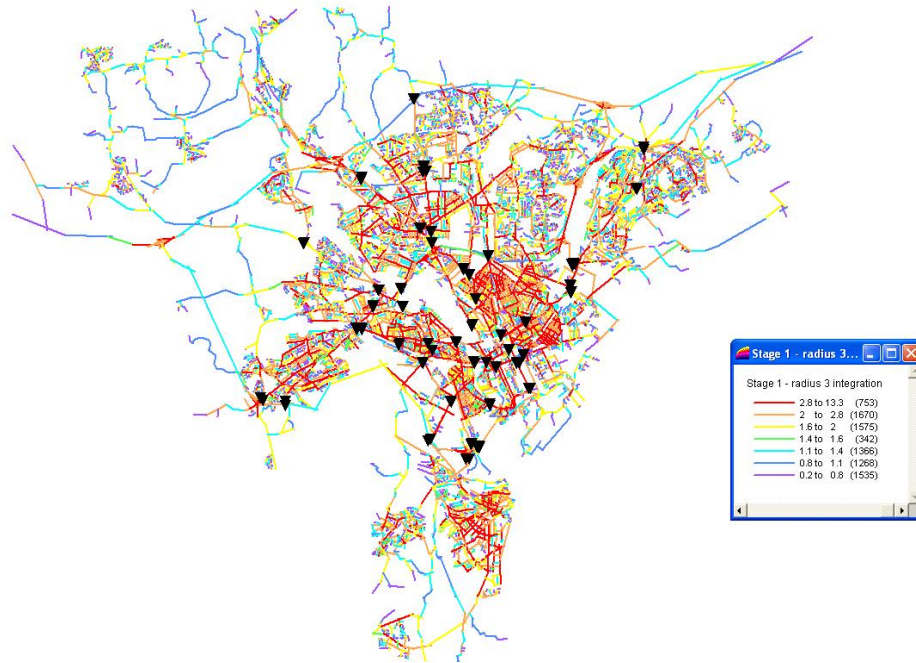 Stage 1 - radius 3...
Stage 1 - radius 3 integration
2.8 to 13.3 (753)
2 to 2.8 (1670)
1.6 to 2 (1575)
1.4 to 1.6 (342)
1.1 to 1.4 (1366)
0.8 to 1.1 (1268)
0.2 to 0.8 (1535)